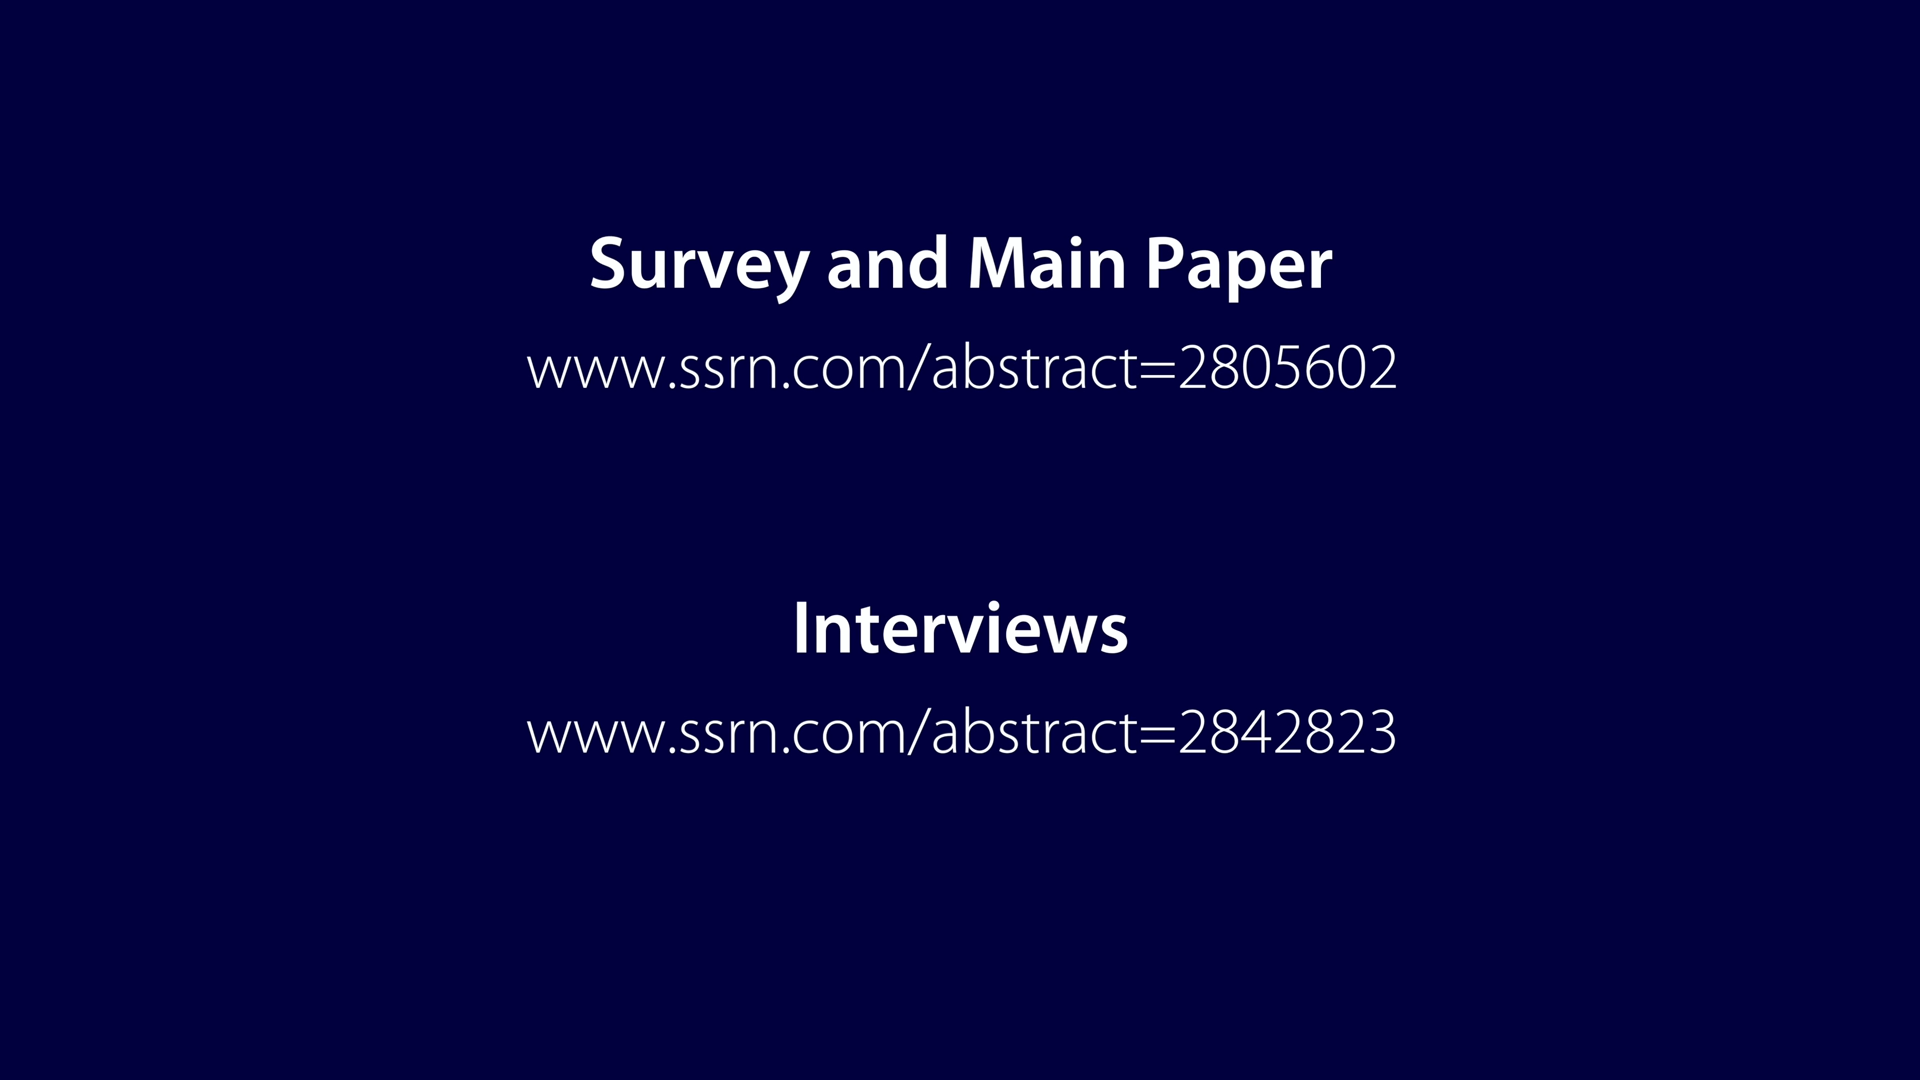 Survey and Main Paper
www.ssrn.com/abstract=2805602
Interviews
www.ssrn.com/abstract=2842823